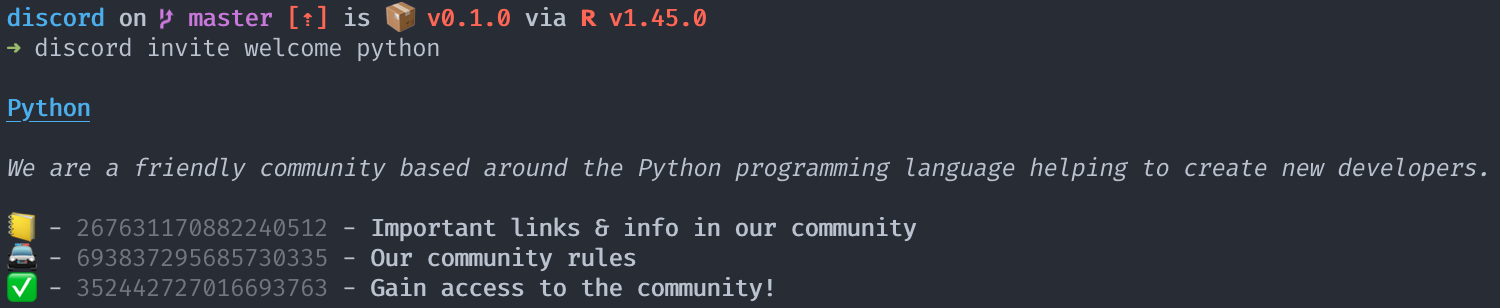 discord on master [⇡] is 📦 v0.1.0 via R v1.45.0
➜ discord invite welcome python
Python
We are a friendly community based around the Python programming language helping to create new developers.
📒 - 267631170882240512 - Important links & info in our community
🚔 - 693837295685730335 - Our community rules
✅ - 352442727016693763 - Gain access to the community!